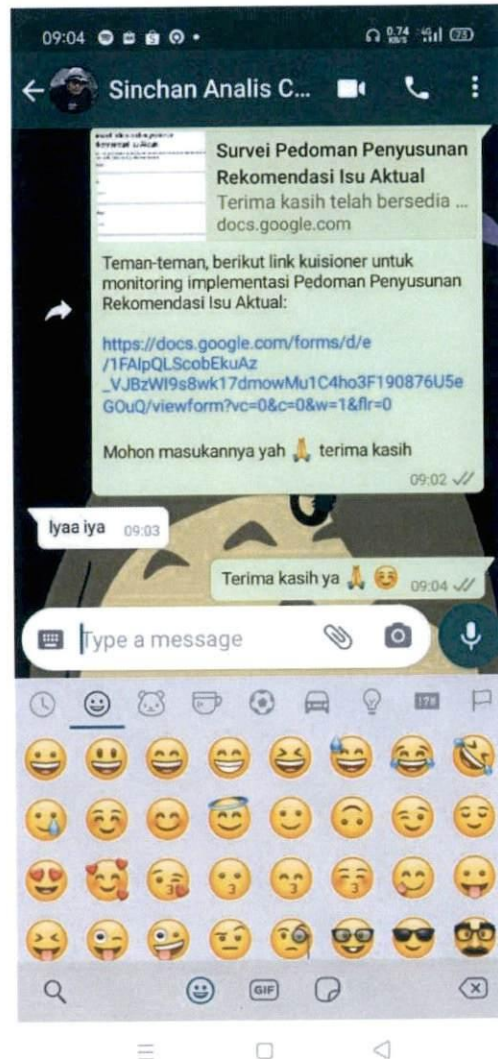 09:04
0.74
KB/S
4G
73
Sinchan Analis C...
Survei Pedoman Penyusunan
Rekomendasi Isu Aktual
Terima kasih telah bersedia ...
docs.google.com
Teman-teman, berikut link kuisioner untuk
monitoring implementasi Pedoman Penyusunan
Rekomendasi Isu Aktual:
https://docs.google.com/forms/d/e
/1FAIpQLScobEkuAz
_VJBzWI9s8wk17dmowMu1C4ho3F190876U5e
GOuQ/viewform?vc=0&c=0&w=1&flr=0
Mohon masukannya yah 🙏 terima kasih
09:02
Iyaa iya 09:03
Terima kasih ya 🙏 ☺️ 09:04
Type a message
GIF